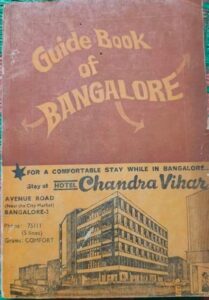 Guide Book
of
BANGALORE
FOR A COMFORTABLE STAY WHILE IN BANGALORE...
Stay at HOTEL Chandra Vihar
AVENUE ROAD
(Near the City Market)
BANGALORE-2
Phone: 75111
(5 lines)
Grams: COMFORT